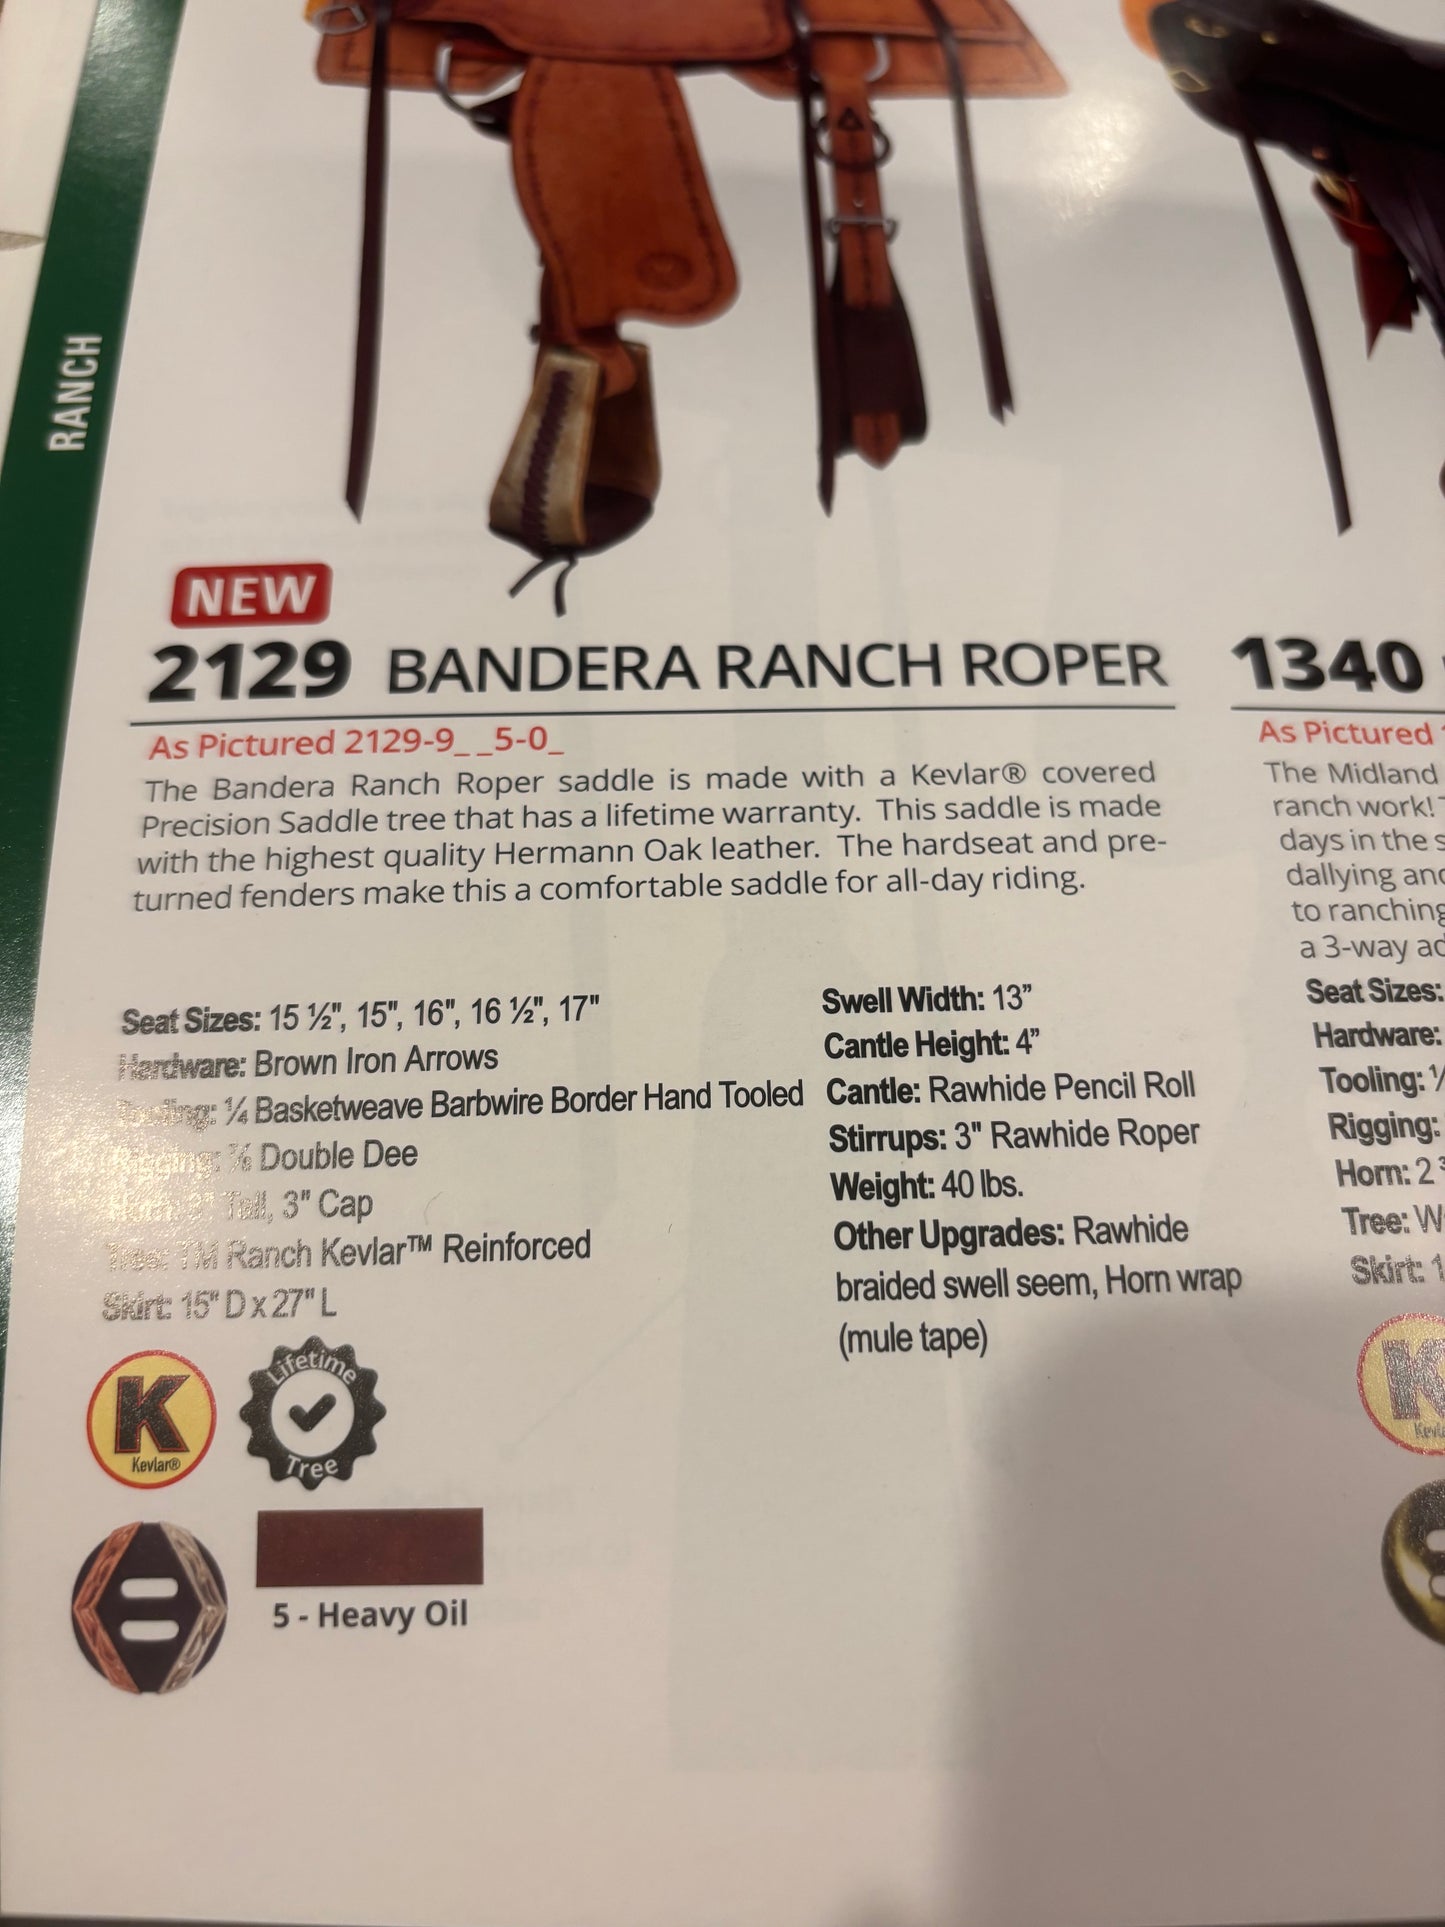 RANCH
NEW
2129 BANDERA RANCH ROPER
As Pictured 2129-9_ _5-0_
The Bandera Ranch Roper saddle is made with a Kevlar® covered
Precision Saddle tree that has a lifetime warranty. This saddle is made
with the highest quality Hermann Oak leather. The hardseat and pre-
turned fenders make this a comfortable saddle for all-day riding.
Seat Sizes: 15 ½", 15", 16", 16 ½", 17"
Hardware: Brown Iron Arrows
Tooling: ¼ Basketweave Barbwire Border Hand Tooled
Rigging: ⅞ Double Dee
Tall, 3" Cap
Tree: TM Ranch Kevlar™ Reinforced
Skirt: 15" D x 27" L
Swell Width: 13”
Cantle Height: 4”
Cantle: Rawhide Pencil Roll
Stirrups: 3" Rawhide Roper
Weight: 40 lbs.
Other Upgrades: Rawhide
braided swell seem, Horn wrap
(mule tape)
K
Kevlar®
Lifetime
Tree
5 - Heavy Oil
1340
As Pictured
The Midland
ranch work!
days in the
dallying
to ranching
a 3-way
Seat Sizes:
Hardware:
Tooling:
Rigging:
Horn: 2
Tree:
Skirt: 1
K